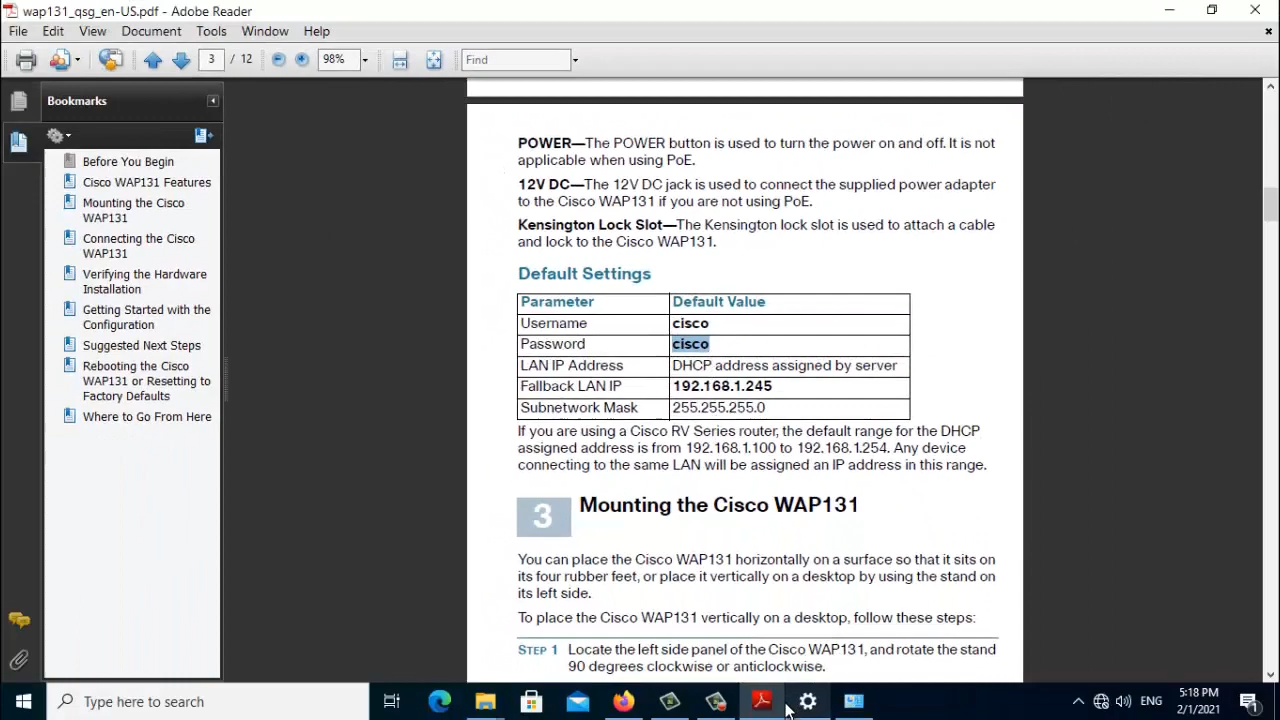 wap131_qsg_en-US.pdf - Adobe Reader
File Edit View Document Tools Window Help
3 / 12 98% Find
Bookmarks
Before You Begin
Cisco WAP131 Features
Mounting the Cisco
WAP131
Connecting the Cisco
WAP131
Verifying the Hardware
Installation
Getting Started with the
Configuration
Suggested Next Steps
Rebooting the Cisco
WAP131 or Resetting to
Factory Defaults
Where to Go From Here
POWER—The POWER button is used to turn the power on and off. It is not
applicable when using PoE.
12V DC—The 12V DC jack is used to connect the supplied power adapter
to the Cisco WAP131 if you are not using PoE.
Kensington Lock Slot—The Kensington lock slot is used to attach a cable
and lock to the Cisco WAP131.
Default Settings
Parameter Default Value
Username cisco
Password cisco
LAN IP Address DHCP address assigned by server
Fallback LAN IP 192.168.1.245
Subnetwork Mask 255.255.255.0
If you are using a Cisco RV Series router, the default range for the DHCP
assigned address is from 192.168.1.100 to 192.168.1.254. Any device
connecting to the same LAN will be assigned an IP address in this range.
3 Mounting the Cisco WAP131
You can place the Cisco WAP131 horizontally on a surface so that it sits on
its four rubber feet, or place it vertically on a desktop by using the stand on
its left side.
To place the Cisco WAP131 vertically on a desktop, follow these steps:
STEP 1 Locate the left side panel of the Cisco WAP131, and rotate the stand
90 degrees clockwise or anticlockwise.
Type here to search
ENG
5:18 PM
2/1/2021
1